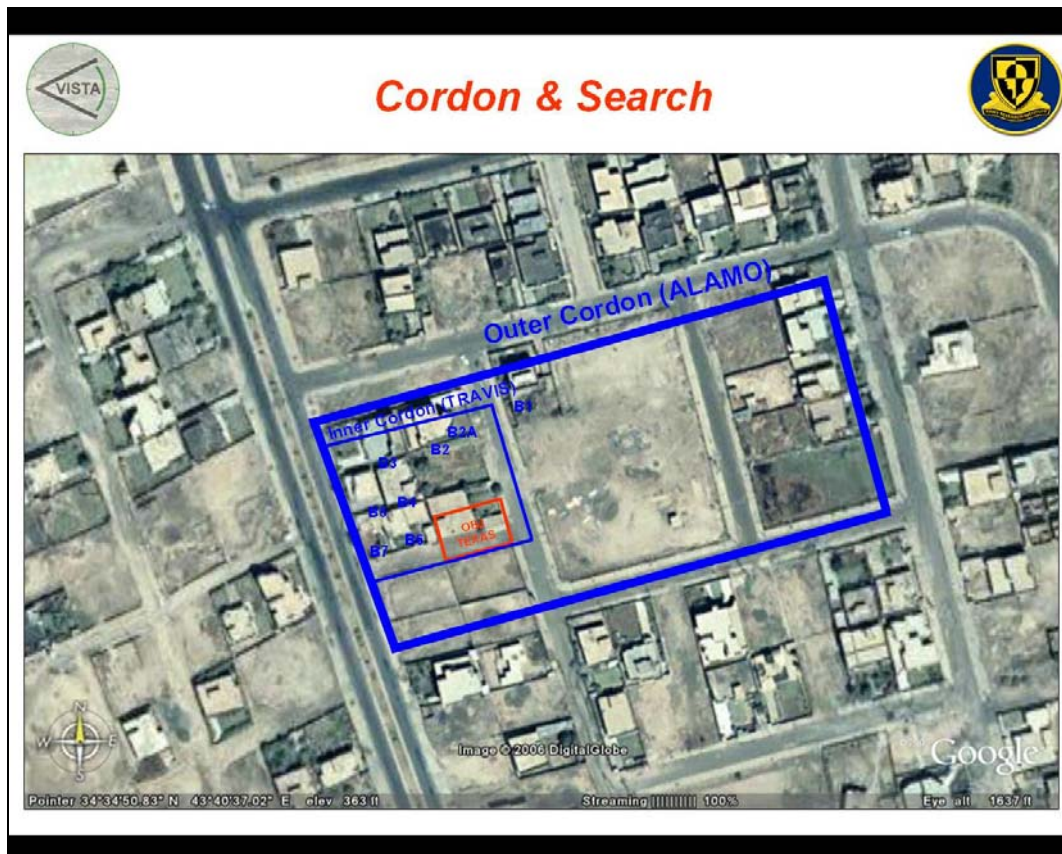 VISTA
Cordon & Search
Outer Cordon (ALAMO)
Inner Cordon (TRAVIS)
B1
B2A
B2
B3
B4
B5
OBJ
TEXAS
B7
N
W E
S
Image © 2006 DigitalGlobe
Google
Pointer 34°34'50.83" N 43°40'37.02" E elev 363 ft
Streaming |||||||||| 100%
Eye alt 1637 ft